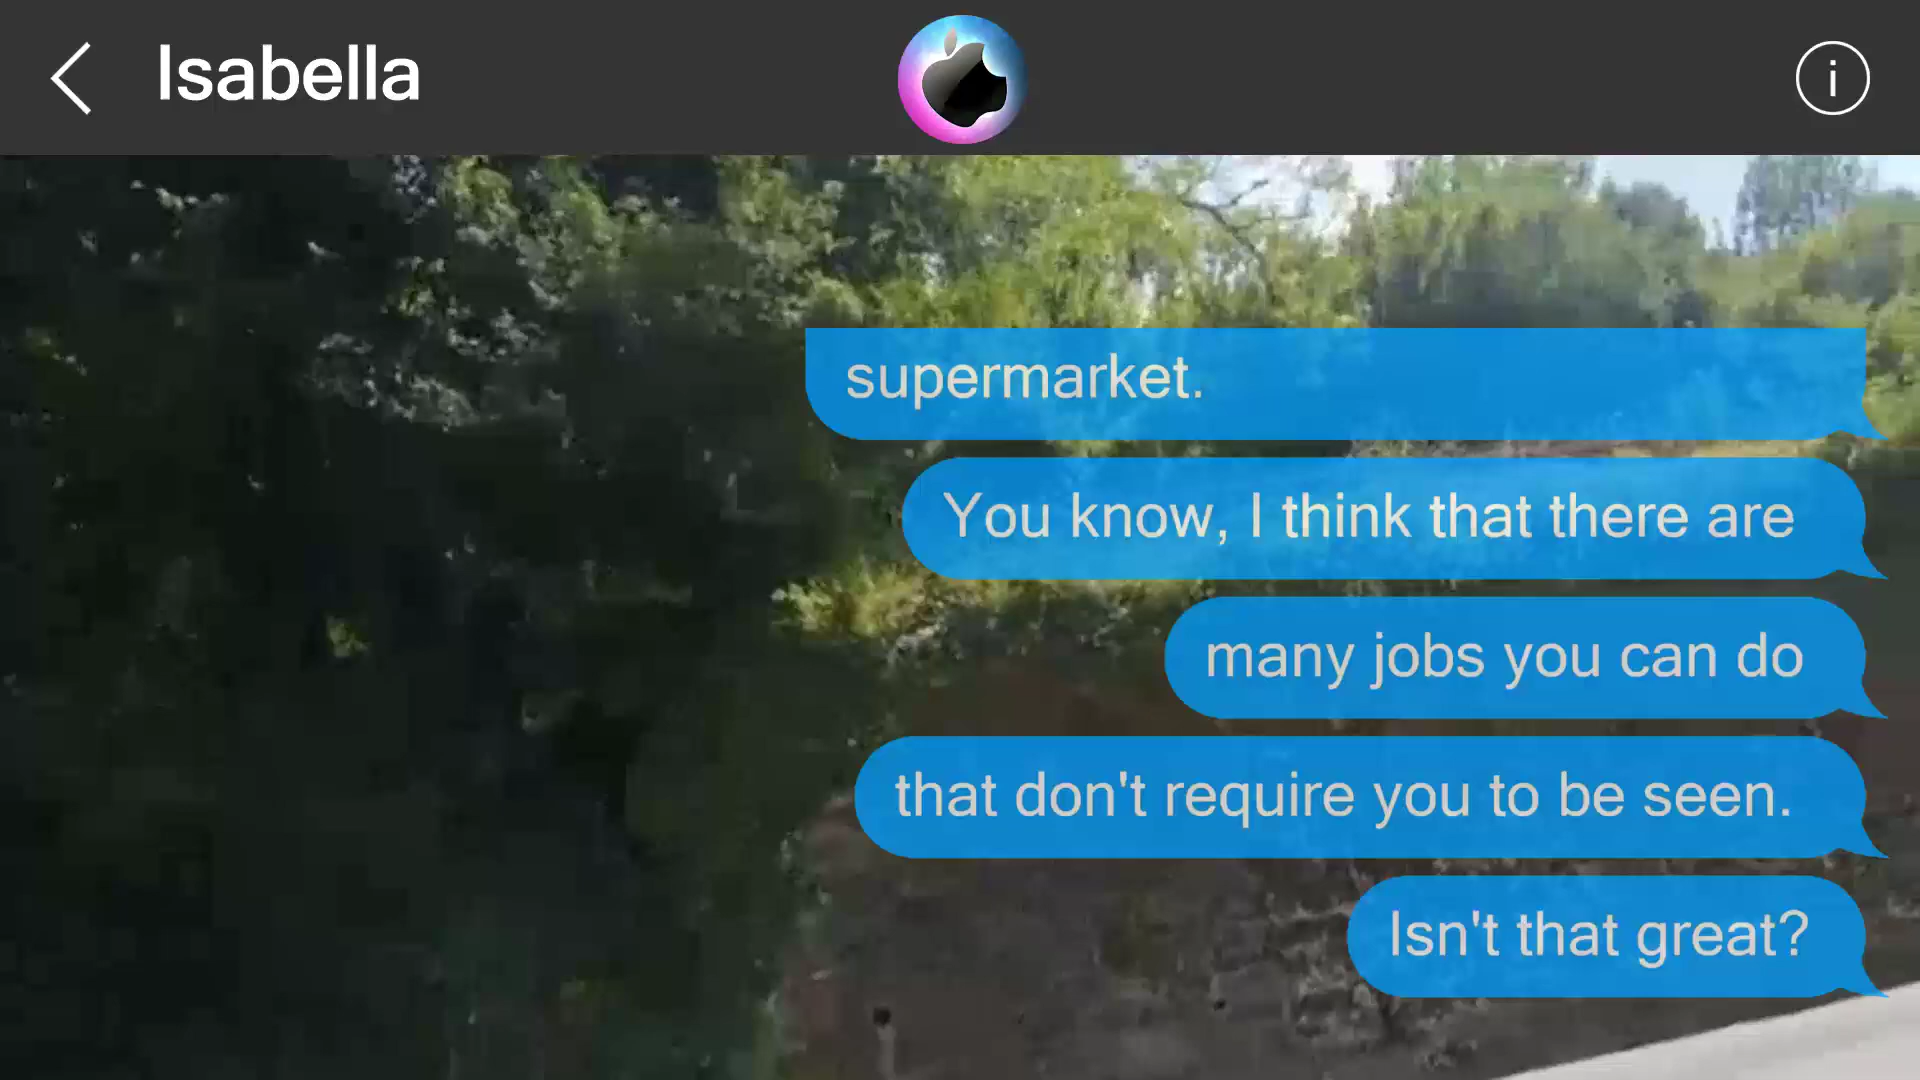 Isabella
supermarket.
You know, I think that there are
many jobs you can do
that don't require you to be seen.
Isn't that great?